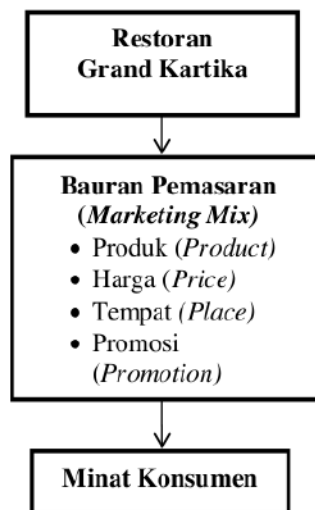 Restoran
Grand Kartika
Bauran Pemasaran
(Marketing Mix)
• Produk (Product)
• Harga (Price)
• Tempat (Place)
• Promosi
(Promotion)
Minat Konsumen